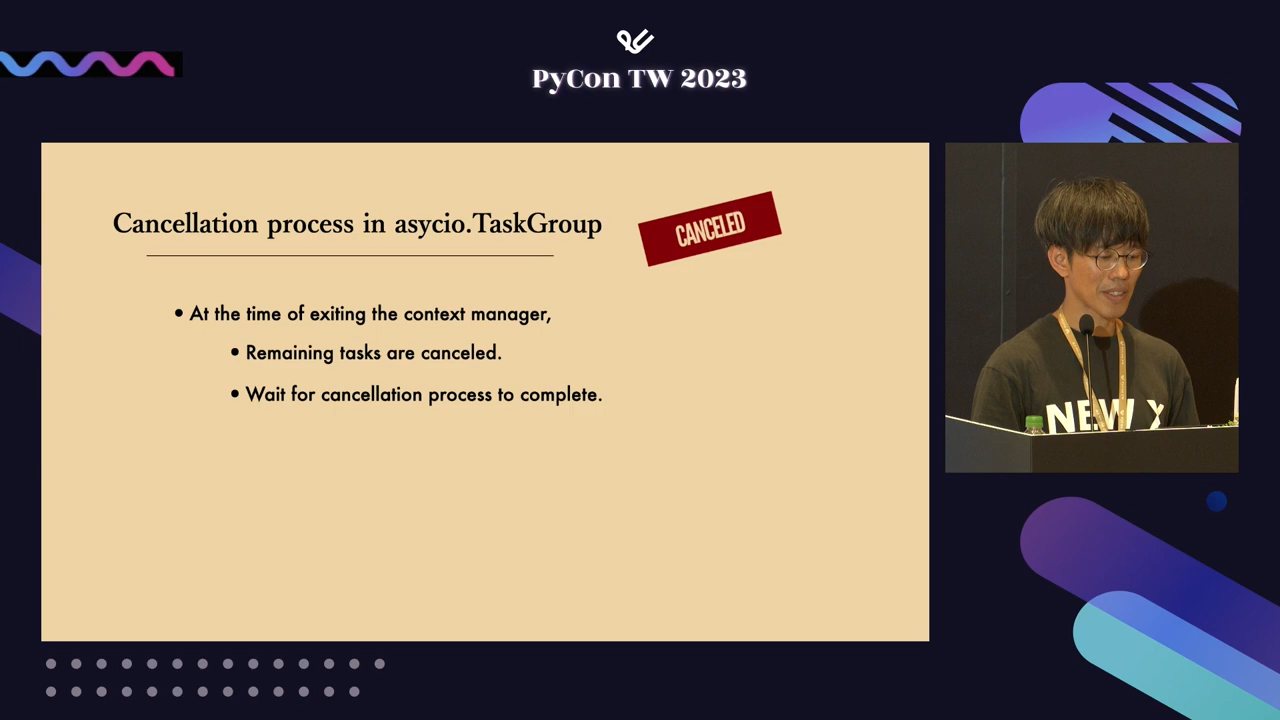 PyCon TW 2023
Cancellation process in asycio.TaskGroup
CANCELED
• At the time of exiting the context manager,
• Remaining tasks are canceled.
• Wait for cancellation process to complete.
NEW